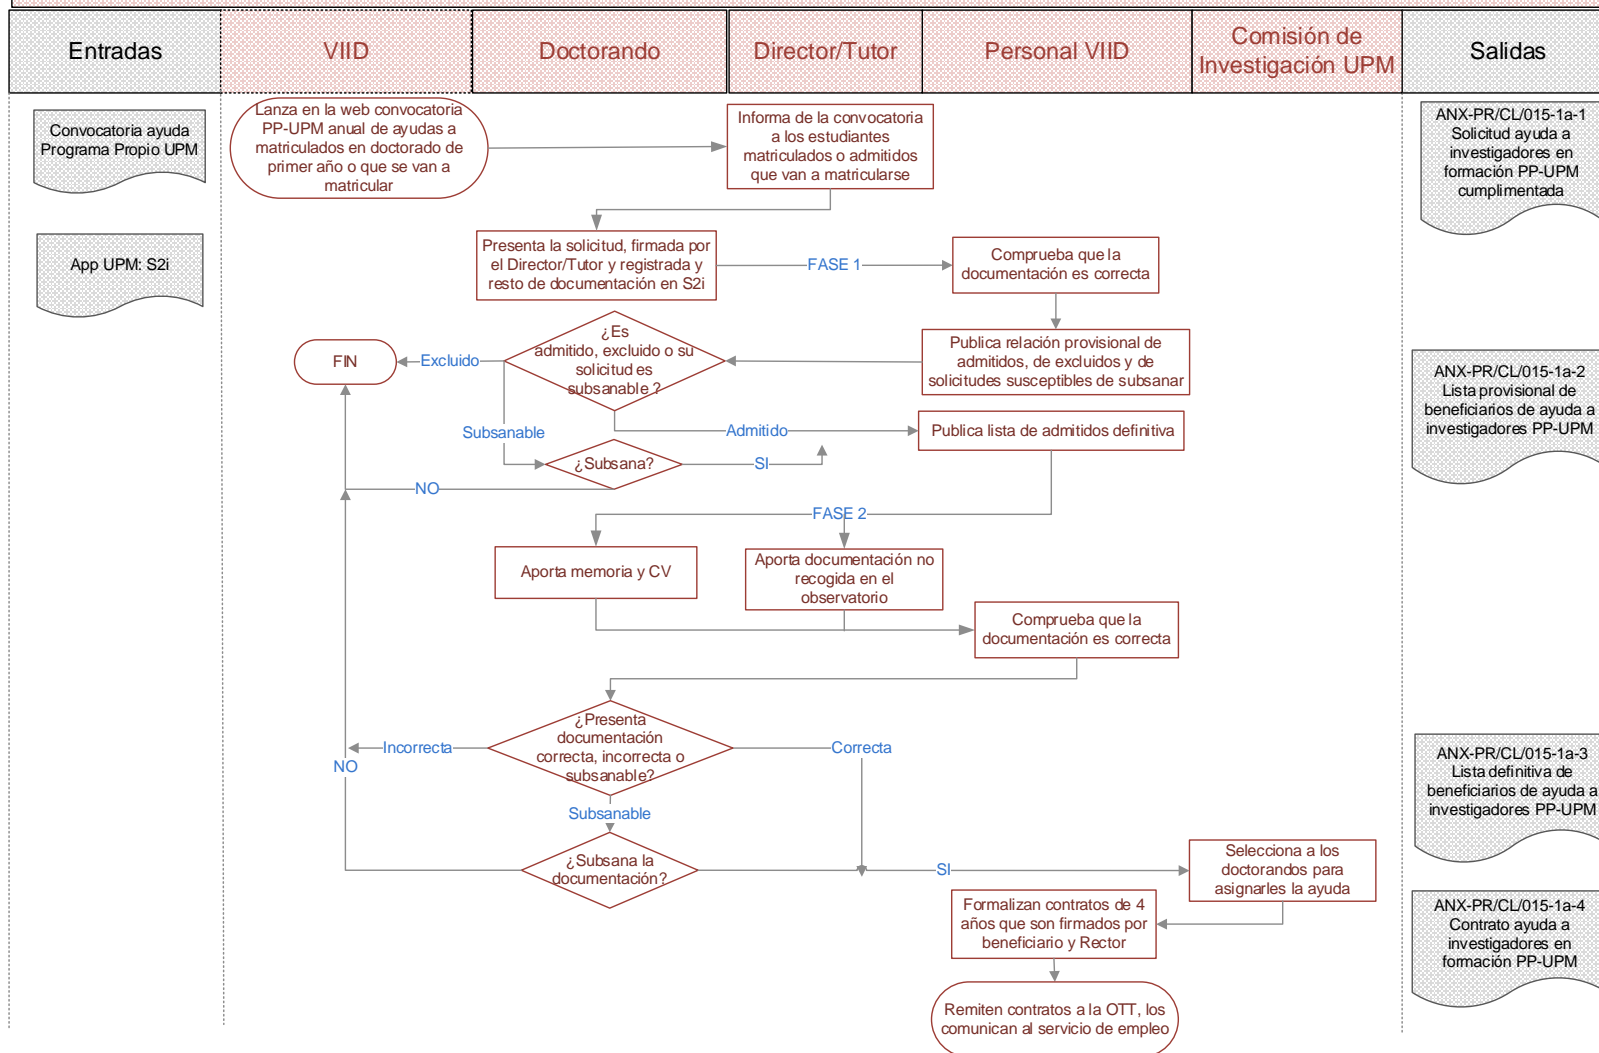 Entradas
VIID
Doctorando
Director/Tutor
Personal VIID
Comisión de
Investigación UPM
Salidas
Convocatoria ayuda
Programa Propio UPM
Lanza en la web convocatoria
PP-UPM anual de ayudas a
matriculados en doctorado de
primer año o que se van a
matricular
Informa de la convocatoria
a los estudiantes
matriculados o admitidos
que van a matricularse
ANX-PR/CL/015-1a-1
Solicitud ayuda a
investigadores en
formación PP-UPM
cumplimentada
App UPM: S2i
Presenta la solicitud, firmada por
el Director/Tutor y registrada y
resto de documentación en S2i
FASE 1
Comprueba que la
documentación es correcta
FIN
Excluido
¿Es
admitido, excluido o su
solicitud es
subsanable ?
Publica relación provisional de
admitidos, de excluidos y de
solicitudes susceptibles de subsanar
ANX-PR/CL/015-1a-2
Lista provisional de
beneficiarios de ayuda a
investigadores PP-UPM
Subsanable
Admitido
Publica lista de admitidos definitiva
¿Subsana?
SI
NO
FASE 2
Aporta memoria y CV
Aporta documentación no
recogida en el
observatorio
Comprueba que la
documentación es correcta
¿Presenta
documentación
correcta, incorrecta o
subsanable?
Incorrecta
Correcta
NO
Subsanable
ANX-PR/CL/015-1a-3
Lista definitiva de
beneficiarios de ayuda a
investigadores PP-UPM
¿Subsana la
documentación?
SI
Selecciona a los
doctorandos para
asignarles la ayuda
Formalizan contratos de 4
años que son firmados por
beneficiario y Rector
ANX-PR/CL/015-1a-4
Contrato ayuda a
investigadores en
formación PP-UPM
Remiten contratos a la OTT, los
comunican al servicio de empleo